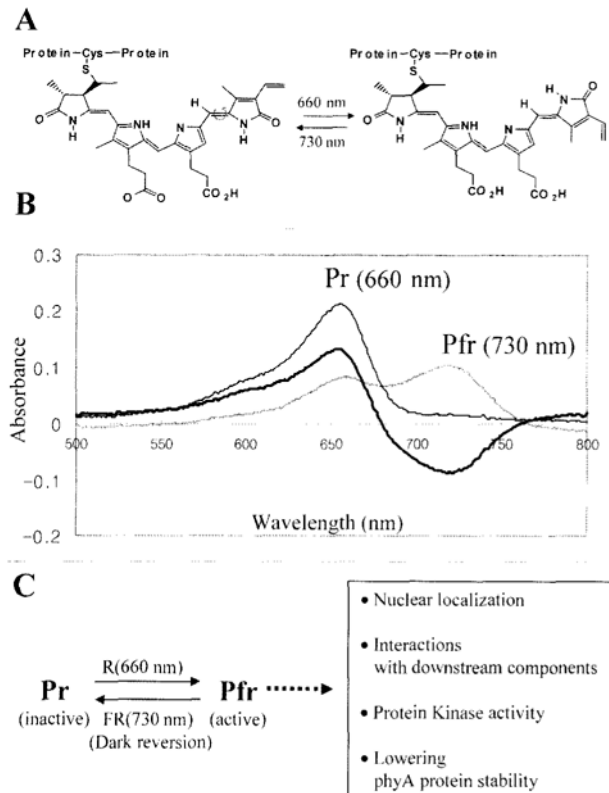 A
Protein-Cys-Protein
S
O
N
H
NH
N
H
H
N
O
O
O
CO2H
660 nm
730 nm
Protein-Cys-Protein
S
O
N
H
NH
N
H
H
N
O
CO2H
CO2H
B
0.3
0.2
0.1
0
-0.1
-0.2
Absorbance
Pr (660 nm)
Pfr (730 nm)
500
550
600
650
700
750
800
Wavelength (nm)
C
Pr
(inactive)
R(660 nm)
FR(730 nm)
(Dark reversion)
Pfr
(active)
• Nuclear localization
• Interactions
with downstream components
• Protein Kinase activity
• Lowering
phyA protein stability